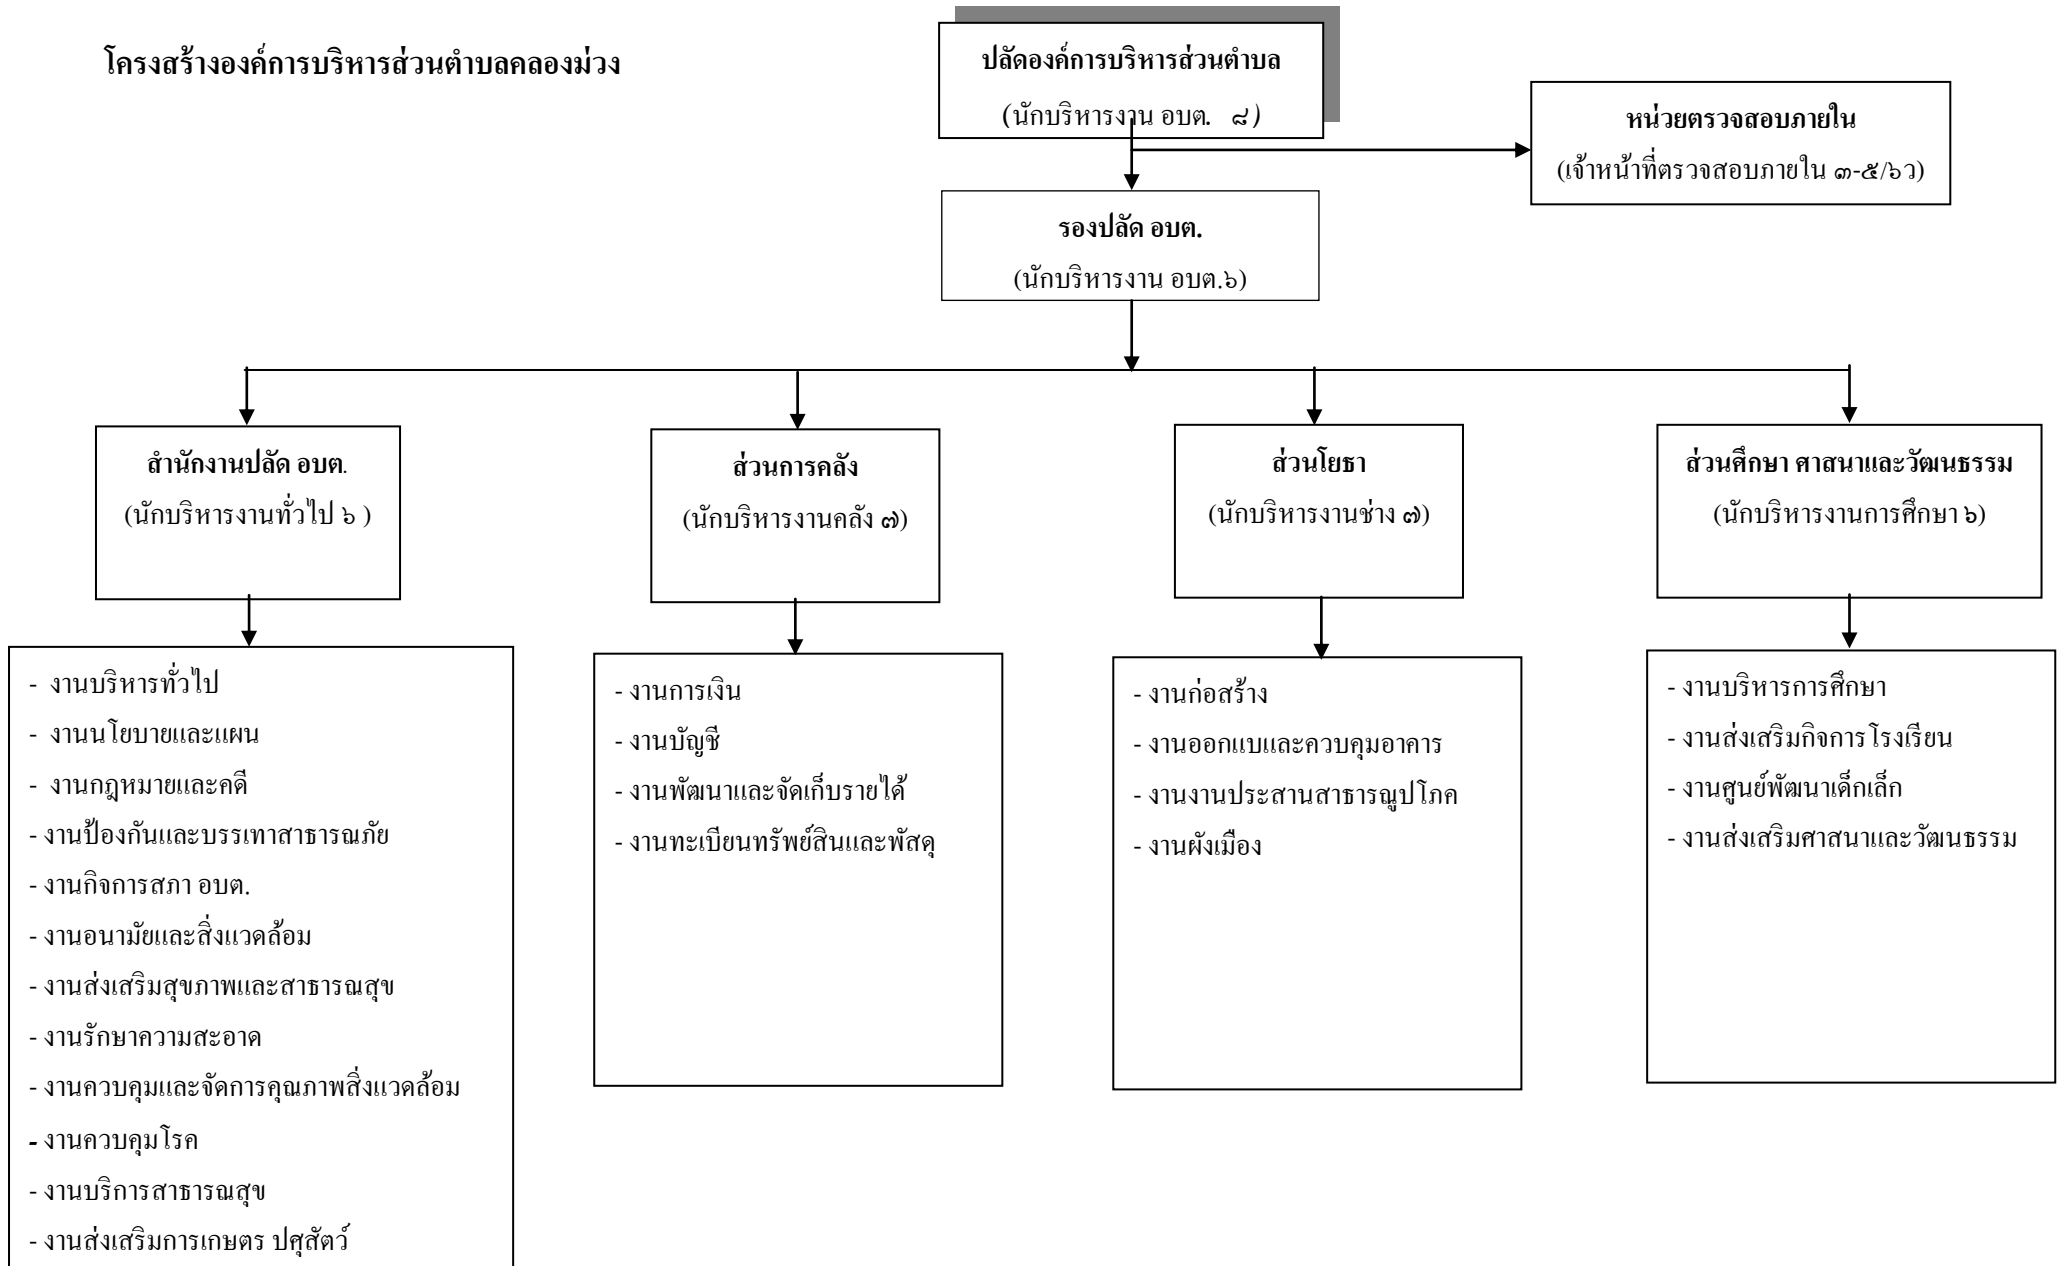 โครงสร้างองค์การบริหารส่วนตำบลคลองม่วง
ปลัดองค์การบริหารส่วนตำบล
(นักบริหารงาน อบต. ๘)
หน่วยตรวจสอบภายใน
(เจ้าหน้าที่ตรวจสอบภายใน ๓-๕/๖ว)
รองปลัด อบต.
(นักบริหารงาน อบต.๖)
สำนักงานปลัด อบต.
(นักบริหารงานทั่วไป ๖ )
ส่วนการคลัง
(นักบริหารงานคลัง ๗)
ส่วนโยธา
(นักบริหารงานช่าง ๗)
ส่วนศึกษา ศาสนาและวัฒนธรรม
(นักบริหารงานการศึกษา ๖)
- งานบริหารทั่วไป
- งานนโยบายและแผน
- งานกฎหมายและคดี
- งานป้องกันและบรรเทาสาธารณภัย
- งานกิจการสภา อบต.
- งานอนามัยและสิ่งแวดล้อม
- งานส่งเสริมสุขภาพและสาธารณสุข
- งานรักษาความสะอาด
- งานควบคุมและจัดการคุณภาพสิ่งแวดล้อม
- งานควบคุมโรค
- งานบริการสาธารณสุข
- งานส่งเสริมการเกษตร ปศุสัตว์
- งานการเงิน
- งานบัญชี
- งานพัฒนาและจัดเก็บรายได้
- งานทะเบียนทรัพย์สินและพัสดุ
- งานก่อสร้าง
- งานออกแบและควบคุมอาคาร
- งานงานประสานสาธารณูปโภค
- งานผังเมือง
- งานบริหารการศึกษา
- งานส่งเสริมกิจการโรงเรียน
- งานศูนย์พัฒนาเด็กเล็ก
- งานส่งเสริมศาสนาและวัฒนธรรม